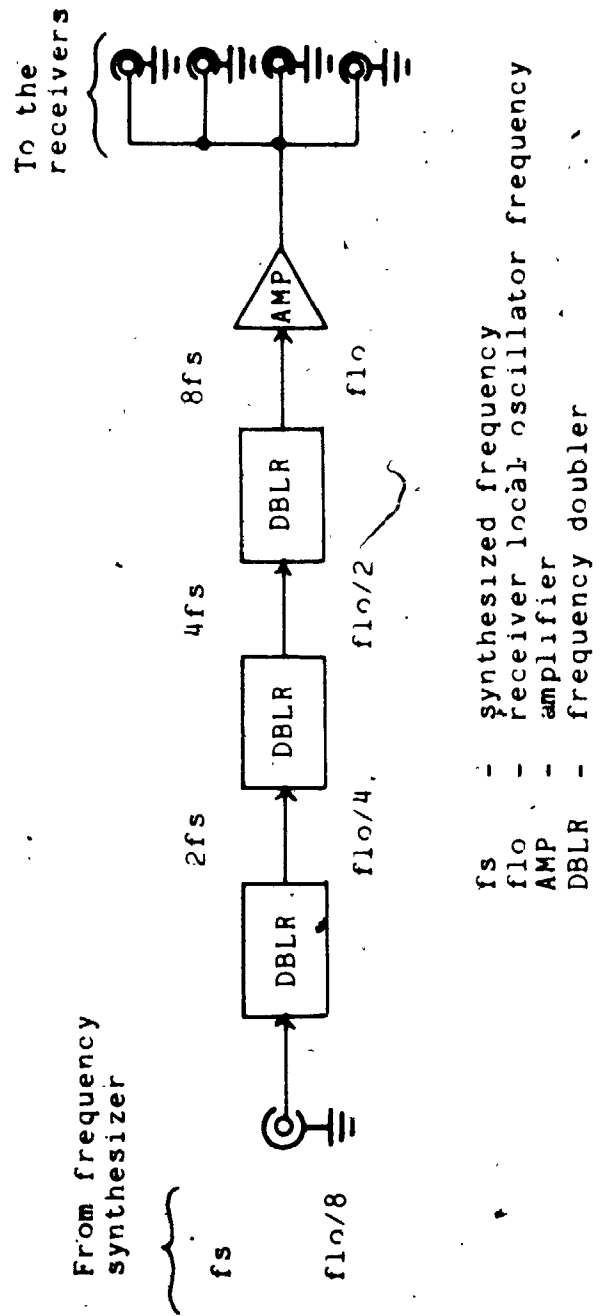 To the
receivers
From frequency
synthesizer
fs
2fs
4fs
8fs
DBLR
DBLR
DBLR
AMP
flo/8
flo/4
flo/2
flo
fs - synthesized frequency
flo - receiver local oscillator frequency
AMP - amplifier
DBLR - frequency doubler